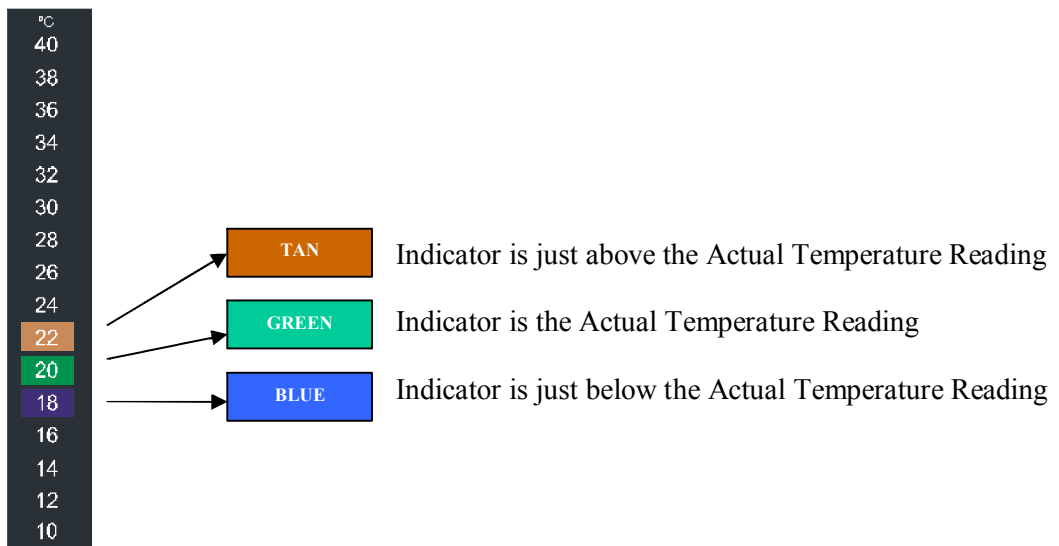 °C
40
38
36
34
32
30
28
26
24
22
20
18
16
14
12
10
TAN
Indicator is just above the Actual Temperature Reading
GREEN
Indicator is the Actual Temperature Reading
BLUE
Indicator is just below the Actual Temperature Reading